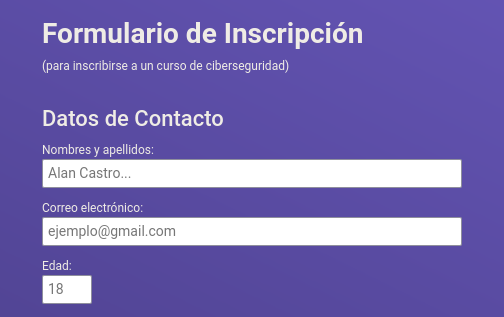 Formulario de Inscripción
(para inscribirse a un curso de ciberseguridad)
Datos de Contacto
Nombres y apellidos:
Alan Castro...
Correo electrónico:
ejemplo@gmail.com
Edad:
18